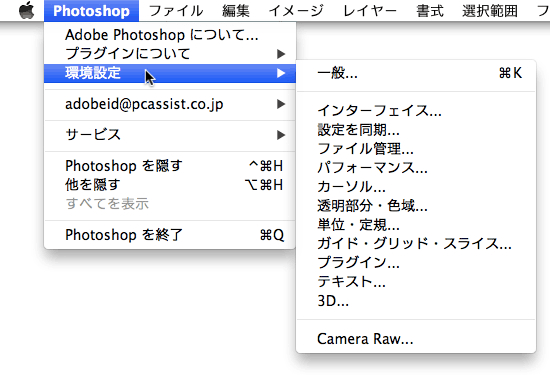 Photoshop ファイル 編集 イメージ レイヤー 書式 選択範囲 フ
Adobe Photoshop について...
プラグインについて ▶
環境設定 ▶
adobeid@pcassist.co.jp ▶
サービス ▶
Photoshop を隠す ^⌘H
他を隠す ⌥⌘H
すべてを表示
Photoshop を終了 ⌘Q
一般... ⌘K
インターフェイス...
設定を同期...
ファイル管理...
パフォーマンス...
カーソル...
透明部分・色域...
単位・定規...
ガイド・グリッド・スライス...
プラグイン...
テキスト...
3D...
Camera Raw...